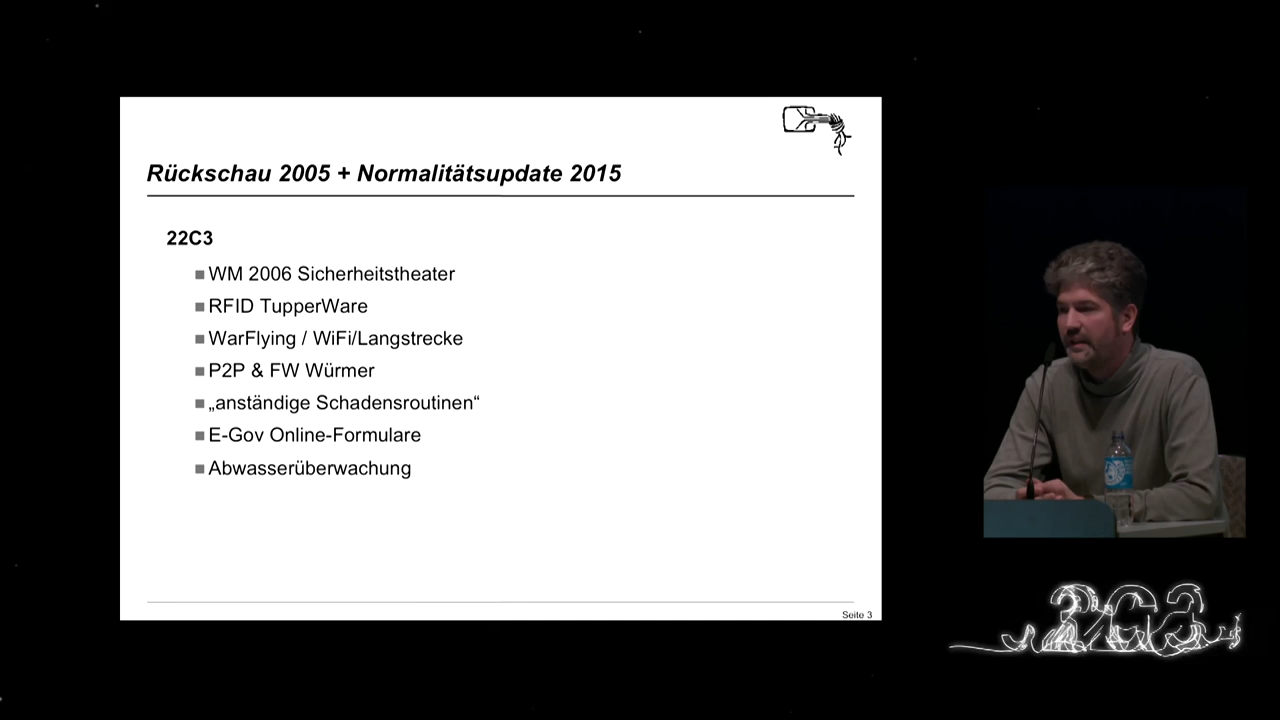 Rückschau 2005 + Normalitätsupdate 2015
22C3
WM 2006 Sicherheitstheater
RFID TupperWare
WarFlying / WiFi/Langstrecke
P2P & FW Würmer
„anständige Schadensroutinen“
E-Gov Online-Formulare
Abwasserüberwachung
Seite 3